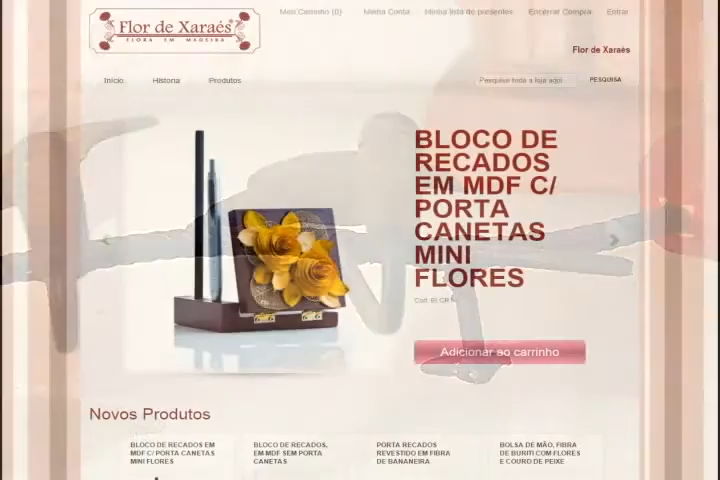 Flor de Xaraés
FLORA EM MADEIRA
Meu Carrinho (0) Minha Conta Minha lista de presentes Encerrar Compra Entrar
Flor de Xaraés
Início História Produtos
Pesquise toda a loja aqui PESQUISA
BLOCO DE
RECADOS
EM MDF C/
PORTA
CANETAS
MINI
FLORES
Adicionar ao carrinho
Novos Produtos
BLOCO DE RECADOS EM
MDF C/ PORTA CANETAS
MINI FLORES
BLOCO DE RECADOS,
EM MDF SEM PORTA
CANETAS
PORTA RECADOS
REVESTIDO EM FIBRA
DE BANANEIRA
BOLSA DE MÃO, FIBRA
DE BURITI COM FLORES
E COURO DE PEIXE